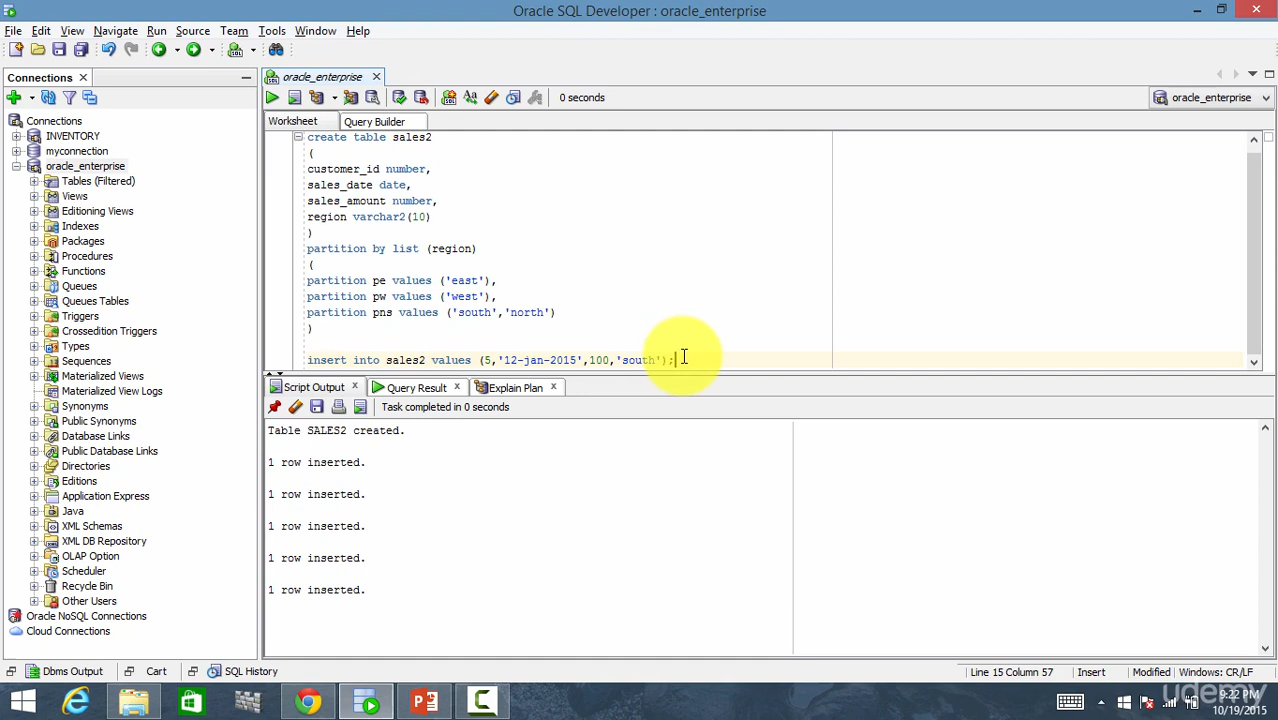 Oracle SQL Developer : oracle_enterprise
File Edit View Navigate Run Source Team Tools Window Help
Connections
oracle_enterprise
0 seconds
oracle_enterprise
Worksheet
Query Builder
Connections
INVENTORY
myconnection
oracle_enterprise
Tables (Filtered)
Views
Editioning Views
Indexes
Packages
Procedures
Functions
Queues
Queues Tables
Triggers
Crossedition Triggers
Types
Sequences
Materialized Views
Materialized View Logs
Synonyms
Public Synonyms
Database Links
Public Database Links
Directories
Editions
Application Express
Java
XML Schemas
XML DB Repository
OLAP Option
Scheduler
Recycle Bin
Other Users
Oracle NoSQL Connections
Cloud Connections
create table sales2
(
customer_id number,
sales_date date,
sales_amount number,
region varchar2(10)
)
partition by list (region)
(
partition pe values ('east'),
partition pw values ('west'),
partition pns values ('south','north')
)
insert into sales2 values (5,'12-jan-2015',100,'south');
Script Output
Query Result
Explain Plan
Task completed in 0 seconds
Table SALES2 created.
1 row inserted.
1 row inserted.
1 row inserted.
1 row inserted.
1 row inserted.
Dbms Output
Cart
SQL History
Line 15 Column 57
Insert
Modified
Windows: CR/LF
udemy
9:22 PM
10/19/2015